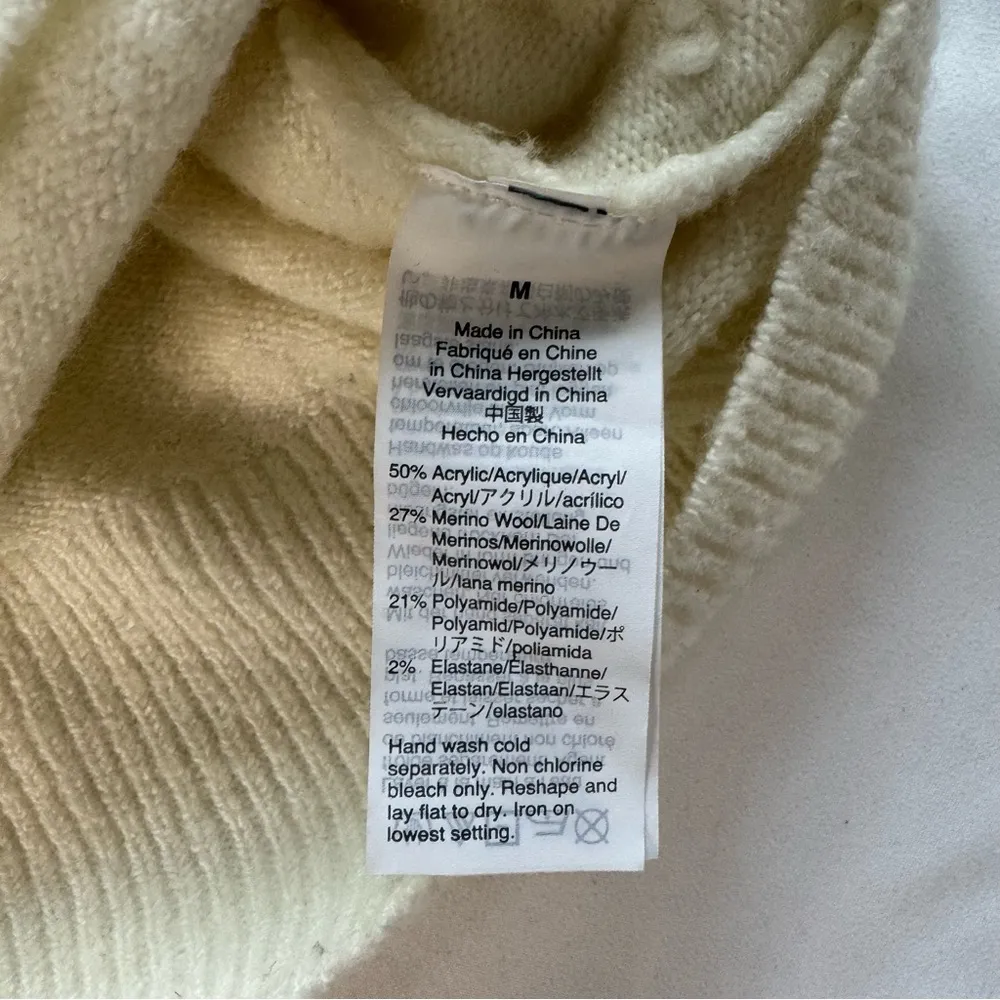 M
Made in China
Fabriqué en Chine
in China Hergestellt
Vervaardigd in China
中国製
Hecho en China
50% Acrylic/Acrylique/Acryl/
Acryl/アクリル/acrílico
27% Merino Wool/Laine De
Merinos/Merinowolle/
Merinowol/メリノウー
ル/lana merino
21% Polyamide/Polyamide/
Polyamid/Polyamide/ポ
リアミド/poliamida
2% Elastane/Élasthanne/
Elastan/Elastaan/エラス
テーン/elastano
Hand wash cold
separately. Non chlorine
bleach only. Reshape and
lay flat to dry. Iron on
lowest setting.